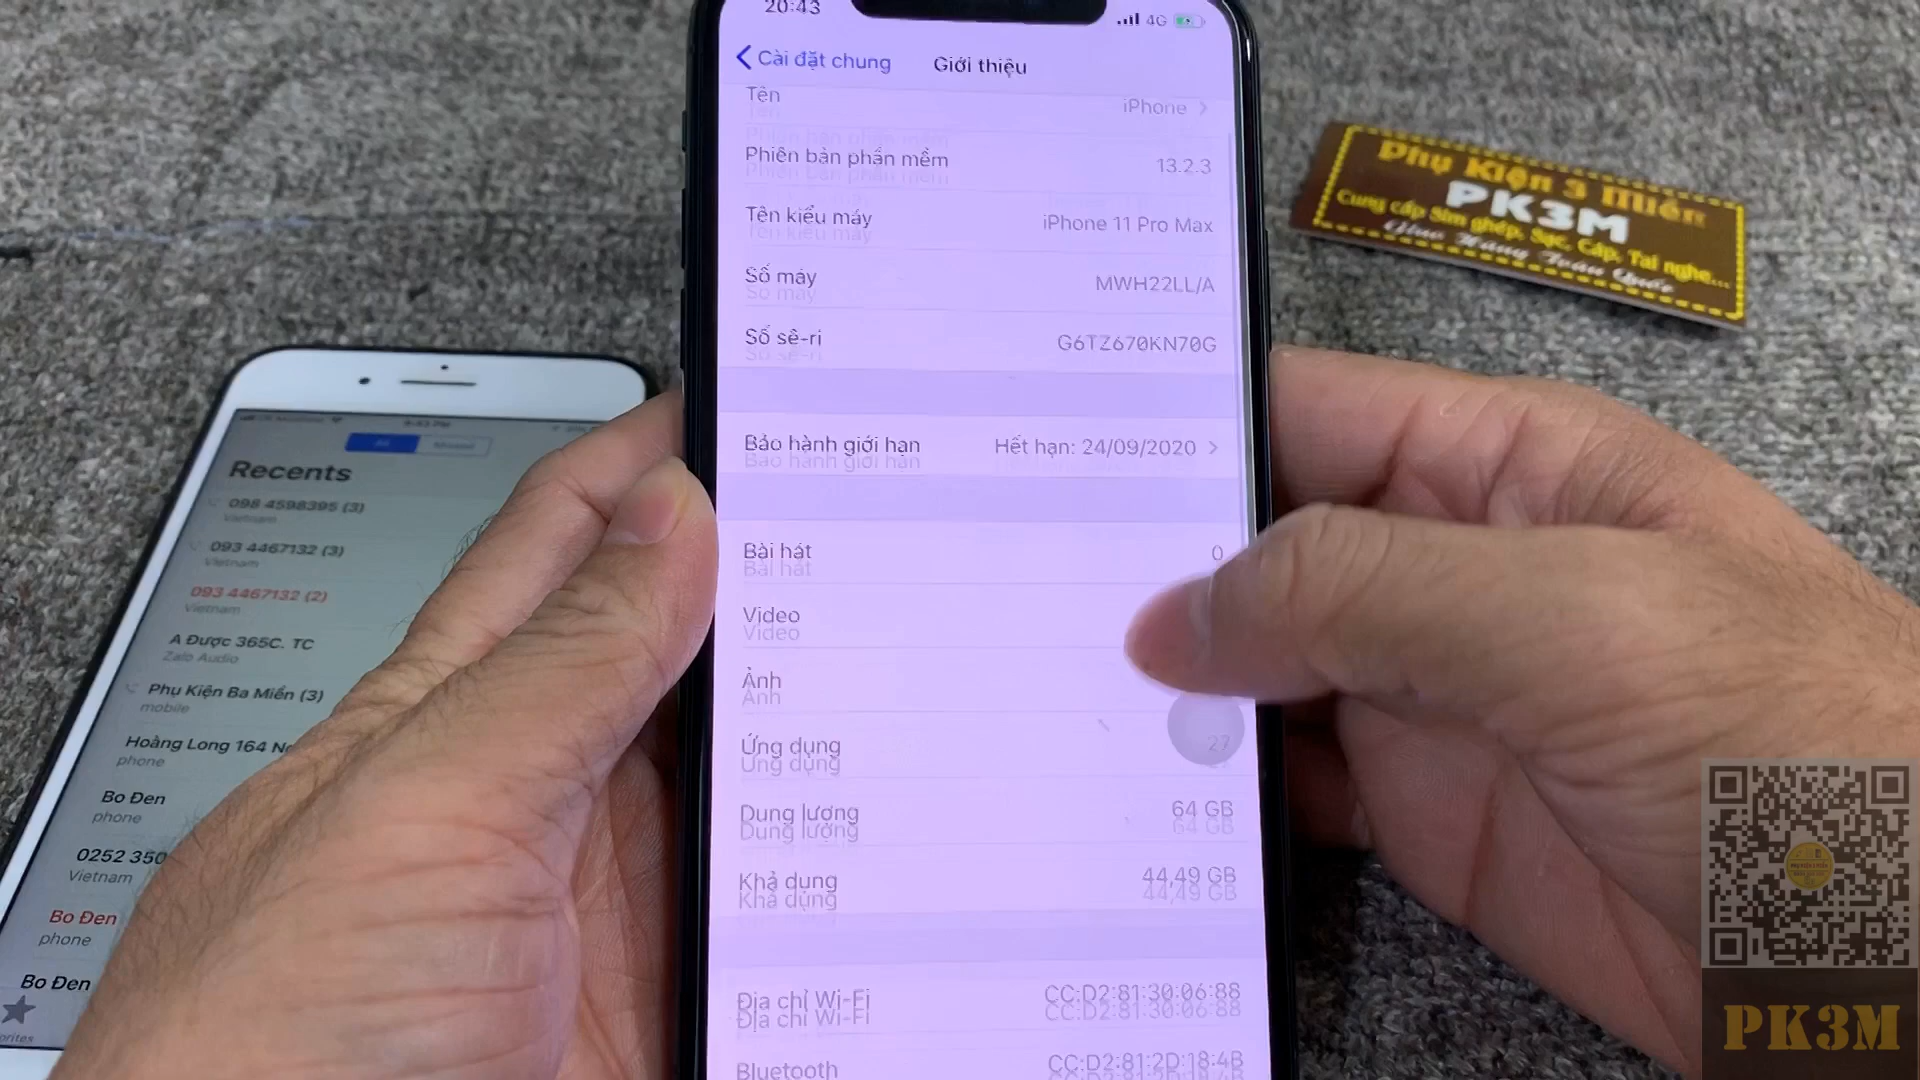 20:43
4G
Cài đặt chung
Giới thiệu
Tên
iPhone
Phiên bản phần mềm
13.2.3
Tên kiểu máy
iPhone 11 Pro Max
Số máy
MWH22LL/A
Số sê-ri
G6TZ670KN70G
Bảo hành giới hạn
Hết hạn: 24/09/2020
Bài hát
0
Video
Ảnh
Ứng dụng
27
Dung lượng
64 GB
Khả dụng
44,49 GB
Địa chỉ Wi-Fi
CC:D2:81:30:06:88
Bluetooth
CC:D2:81:2D:18:4B
Phụ Kiện 3 Miền
PK3M
Cung cấp Sim ghép, Sạc, Cáp, Tai nghe...
Giao Hàng Toàn Quốc
All
Missed
Recents
098 4598395 (3)
Vietnam
093 4467132 (3)
Vietnam
093 4467132 (2)
Vietnam
A Được 365C. TC
Zalo Audio
Phụ Kiện Ba Miền (3)
mobile
Hoàng Long 164
phone
Bo Đen
phone
0252 350
Vietnam
Bo Đen
phone
Bo Đen
orites
PK3M